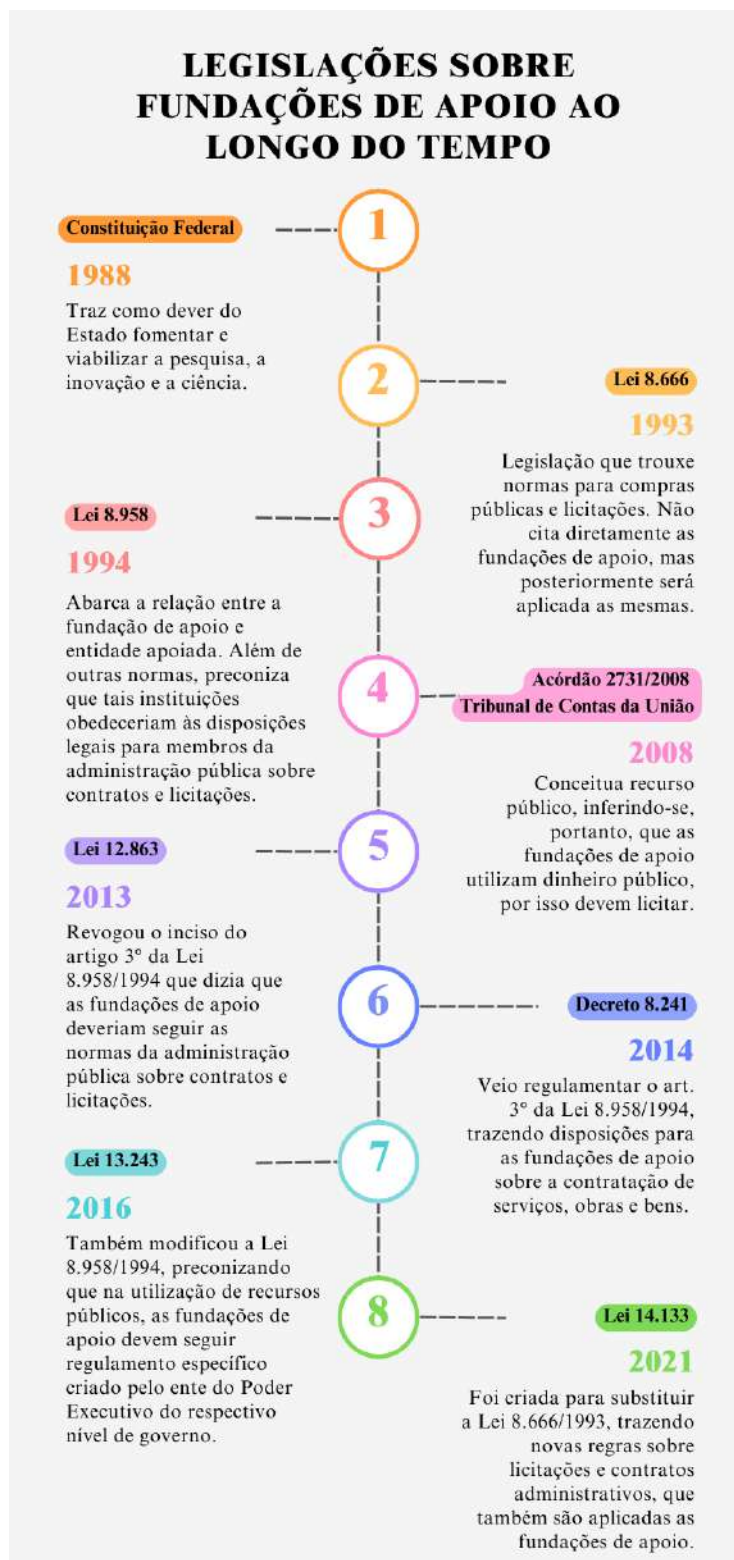 LEGISLAÇÕES SOBRE
FUNDAÇÕES DE APOIO AO
LONGO DO TEMPO
1
Constituição Federal
1988
Traz como dever do
Estado fomentar e
viabilizar a pesquisa, a
inovação e a ciência.
2
Lei 8.666
1993
Legislação que trouxe
normas para compras
públicas e licitações. Não
cita diretamente as
fundações de apoio, mas
posteriormente será
aplicada as mesmas.
3
Lei 8.958
1994
Abarca a relação entre a
fundação de apoio e
entidade apoiada. Além de
outras normas, preconiza
que tais instituições
obedeceriam às disposições
legais para membros da
administração pública sobre
contratos e licitações.
4
Acórdão 2731/2008
Tribunal de Contas da União
2008
Conceitua recurso
público, inferindo-se,
portanto, que as
fundações de apoio
utilizam dinheiro público,
por isso devem licitar.
5
Lei 12.863
2013
Revogou o inciso do
artigo 3º da Lei
8.958/1994 que dizia que
as fundações de apoio
deveriam seguir as
normas da administração
pública sobre contratos e
licitações.
6
Decreto 8.241
2014
Veio regulamentar o art.
3º da Lei 8.958/1994,
trazendo disposições para
as fundações de apoio
sobre a contratação de
serviços, obras e bens.
7
Lei 13.243
2016
Também modificou a Lei
8.958/1994, preconizando
que na utilização de recursos
públicos, as fundações de
apoio devem seguir
regulamento específico
criado pelo ente do Poder
Executivo do respectivo
nível de governo.
8
Lei 14.133
2021
Foi criada para substituir
a Lei 8.666/1993, trazendo
novas regras sobre
licitações e contratos
administrativos, que
também são aplicadas as
fundações de apoio.